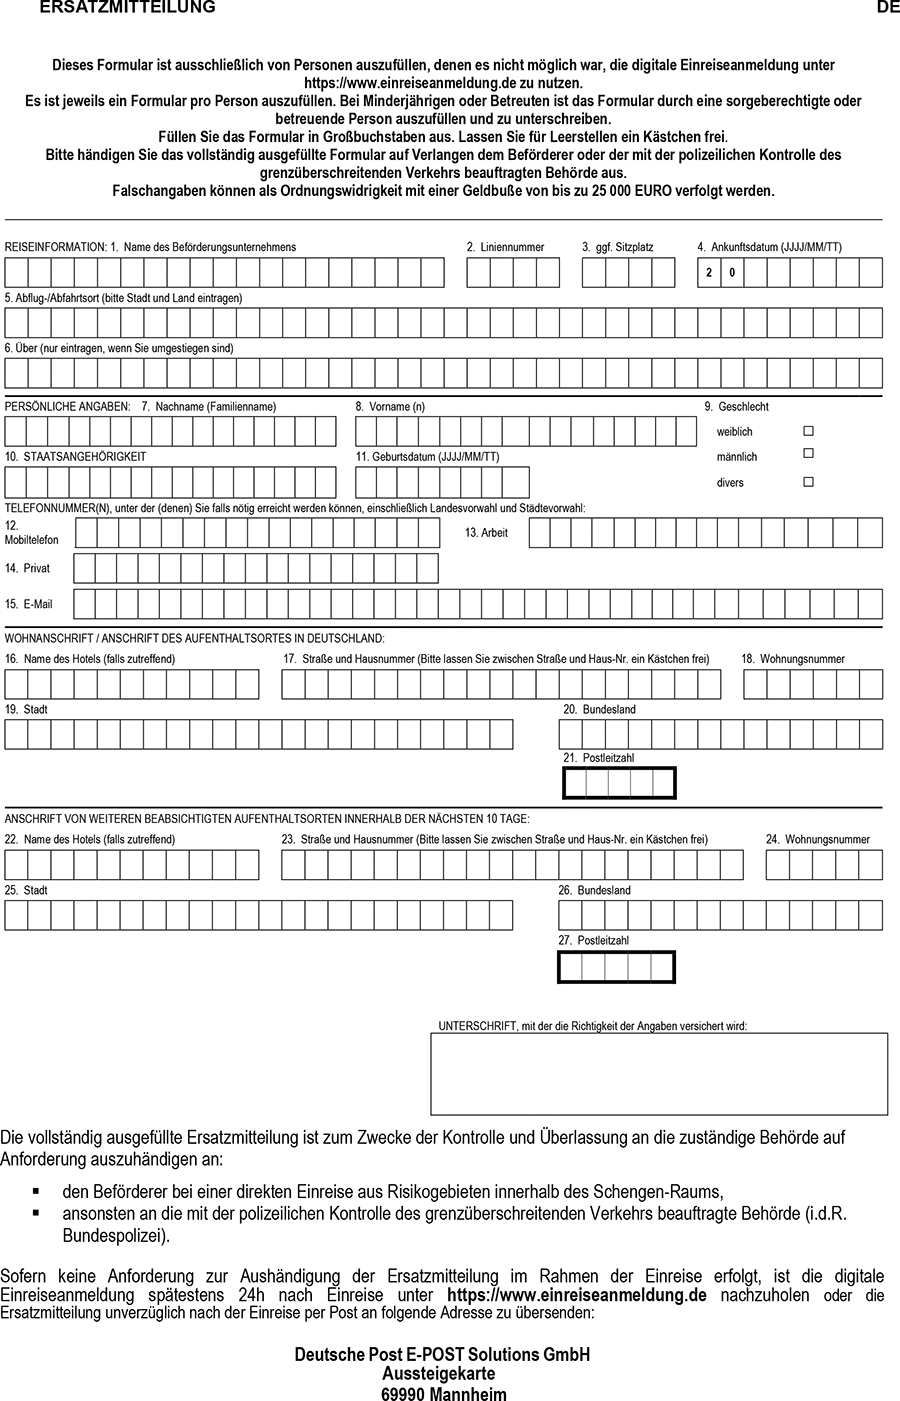 ERSATZMITTEILUNG DE
Dieses Formular ist ausschließlich von Personen auszufüllen, denen es nicht möglich war, die digitale Einreiseanmeldung unter
https://www.einreiseanmeldung.de zu nutzen.
Es ist jeweils ein Formular pro Person auszufüllen. Bei Minderjährigen oder Betreuten ist das Formular durch eine sorgeberechtigte oder
betreuende Person auszufüllen und zu unterschreiben.
Füllen Sie das Formular in Großbuchstaben aus. Lassen Sie für Leerstellen ein Kästchen frei.
Bitte händigen Sie das vollständig ausgefüllte Formular auf Verlangen dem Beförderer oder der mit der polizeilichen Kontrolle des
grenzüberschreitenden Verkehrs beauftragten Behörde aus.
Falschangaben können als Ordnungswidrigkeit mit einer Geldbuße von bis zu 25 000 EURO verfolgt werden.
REISEINFORMATION: 1. Name des Beförderungsunternehmens 2. Liniennummer 3. ggf. Sitzplatz 4. Ankunftsdatum (JJJJ/MM/TT)
2 0
5. Abflug-/Abfahrtsort (bitte Stadt und Land eintragen)
6. Über (nur eintragen, wenn Sie umgestiegen sind)
PERSÖNLICHE ANGABEN: 7. Nachname (Familienname) 8. Vorname (n) 9. Geschlecht
weiblich
10. STAATSANGEHÖRIGKEIT 11. Geburtsdatum (JJJJ/MM/TT) männlich
divers
TELEFONNUMMER(N), unter der (denen) Sie falls nötig erreicht werden können, einschließlich Landesvorwahl und Städtevorwahl:
12.
Mobiltelefon 13. Arbeit
14. Privat
15. E-Mail
WOHNANSCHRIFT / ANSCHRIFT DES AUFENTHALTSORTES IN DEUTSCHLAND:
16. Name des Hotels (falls zutreffend) 17. Straße und Hausnummer (Bitte lassen Sie zwischen Straße und Haus-Nr. ein Kästchen frei) 18. Wohnungsnummer
19. Stadt 20. Bundesland
21. Postleitzahl
ANSCHRIFT VON WEITEREN BEABSICHTIGTEN AUFENTHALTSORTEN INNERHALB DER NÄCHSTEN 10 TAGE:
22. Name des Hotels (falls zutreffend) 23. Straße und Hausnummer (Bitte lassen Sie zwischen Straße und Haus-Nr. ein Kästchen frei) 24. Wohnungsnummer
25. Stadt 26. Bundesland
27. Postleitzahl
UNTERSCHRIFT, mit der die Richtigkeit der Angaben versichert wird:
Die vollständig ausgefüllte Ersatzmitteilung ist zum Zwecke der Kontrolle und Überlassung an die zuständige Behörde auf
Anforderung auszuhändigen an:
▪ den Beförderer bei einer direkten Einreise aus Risikogebieten innerhalb des Schengen-Raums,
▪ ansonsten an die mit der polizeilichen Kontrolle des grenzüberschreitenden Verkehrs beauftragte Behörde (i.d.R.
Bundespolizei).
Sofern keine Anforderung zur Aushändigung der Ersatzmitteilung im Rahmen der Einreise erfolgt, ist die digitale
Einreiseanmeldung spätestens 24h nach Einreise unter https://www.einreiseanmeldung.de nachzuholen oder die
Ersatzmitteilung unverzüglich nach der Einreise per Post an folgende Adresse zu übersenden:
Deutsche Post E-POST Solutions GmbH
Aussteigekarte
69990 Mannheim